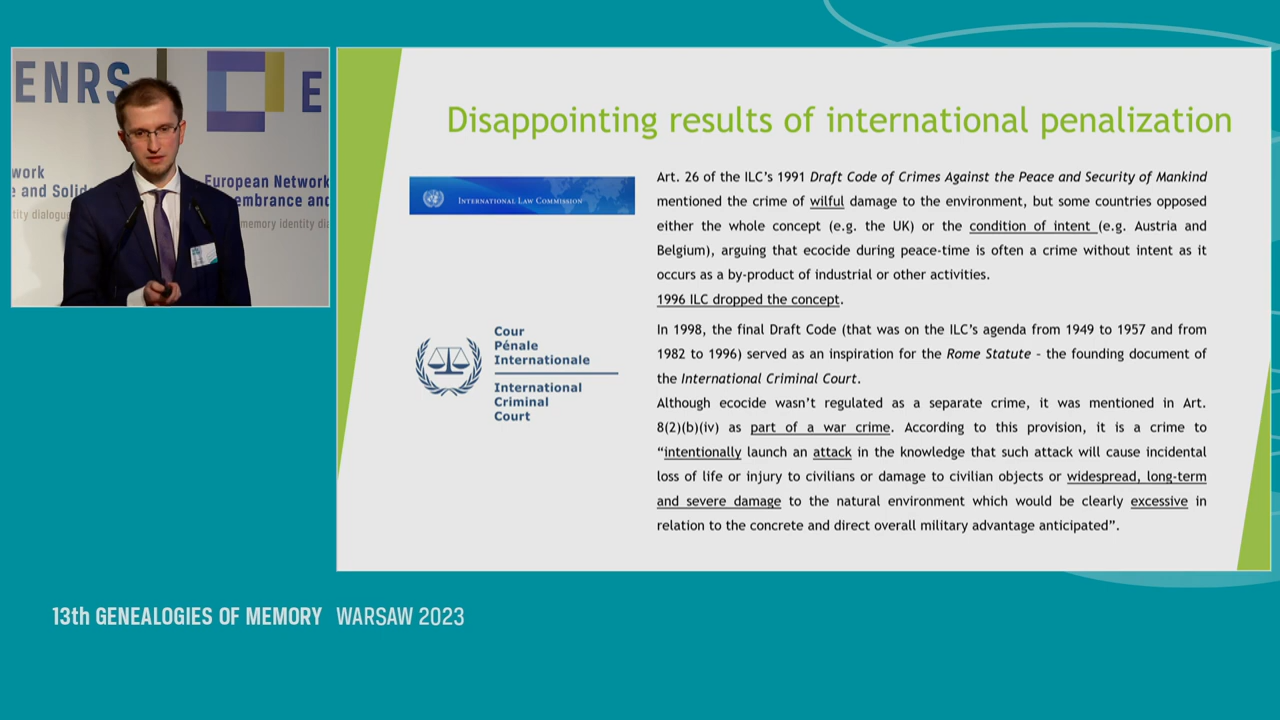 ENRS
E
work
e and Solid
tity dialogue
European Network
embrance and
memory identity dia
Disappointing results of international penalization
INTERNATIONAL LAW COMMISSION
Art. 26 of the ILC’s 1991 Draft Code of Crimes Against the Peace and Security of Mankind
mentioned the crime of wilful damage to the environment, but some countries opposed
either the whole concept (e.g. the UK) or the condition of intent (e.g. Austria and
Belgium), arguing that ecocide during peace-time is often a crime without intent as it
occurs as a by-product of industrial or other activities.
1996 ILC dropped the concept.
Cour
Pénale
Internationale
International
Criminal
Court
In 1998, the final Draft Code (that was on the ILC’s agenda from 1949 to 1957 and from
1982 to 1996) served as an inspiration for the Rome Statute - the founding document of
the International Criminal Court.
Although ecocide wasn’t regulated as a separate crime, it was mentioned in Art.
8(2)(b)(iv) as part of a war crime. According to this provision, it is a crime to
“intentionally launch an attack in the knowledge that such attack will cause incidental
loss of life or injury to civilians or damage to civilian objects or widespread, long-term
and severe damage to the natural environment which would be clearly excessive in
relation to the concrete and direct overall military advantage anticipated”.
13th GENEALOGIES OF MEMORY WARSAW 2023